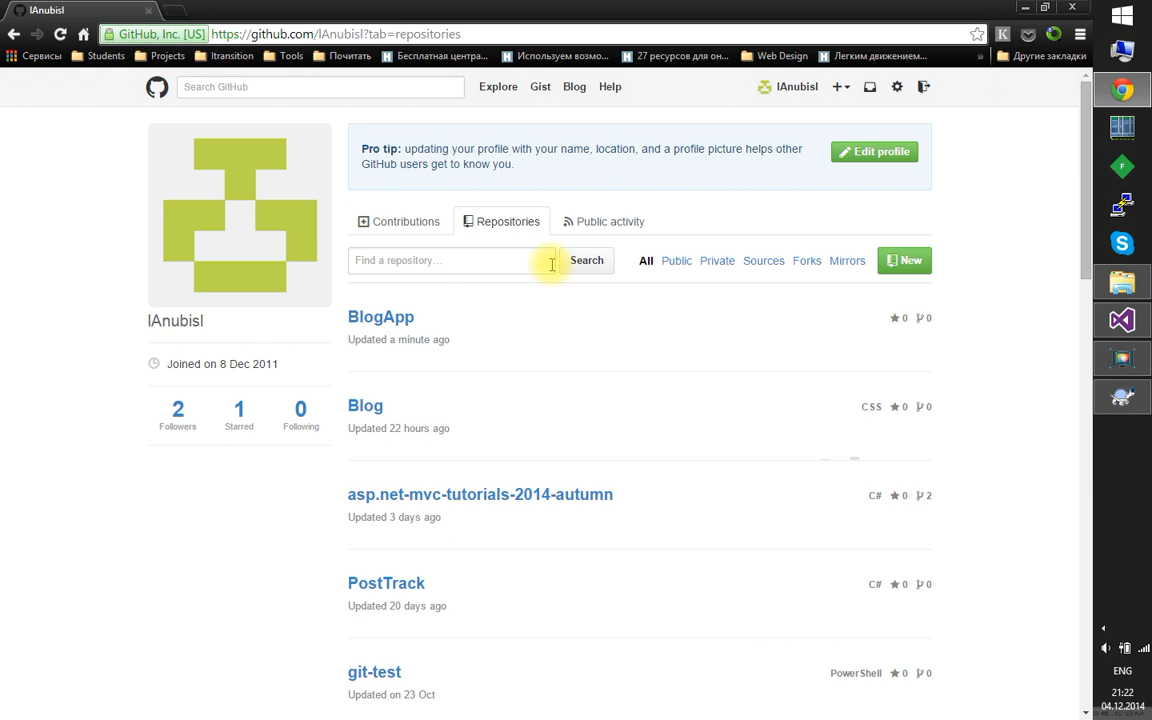 lAnubisl
GitHub, Inc. [US] https://github.com/lAnubisl?tab=repositories
Сервисы Students Projects Itransition Tools Почитать Бесплатная центра... Используем возмо... 27 ресурсов для он... Web Design Легким движением... » Другие закладки
Search GitHub Explore Gist Blog Help lAnubisl
Pro tip: updating your profile with your name, location, and a profile picture helps other
GitHub users get to know you.
Edit profile
Contributions Repositories Public activity
Find a repository... Search All Public Private Sources Forks Mirrors New
lAnubisl
Joined on 8 Dec 2011
2 1 0
Followers Starred Following
BlogApp 0 0
Updated a minute ago
Blog CSS 0 0
Updated 22 hours ago
asp.net-mvc-tutorials-2014-autumn C# 0 2
Updated 3 days ago
PostTrack C# 0 0
Updated 20 days ago
git-test PowerShell 0 0
Updated on 23 Oct
ENG
21:22
04.12.2014